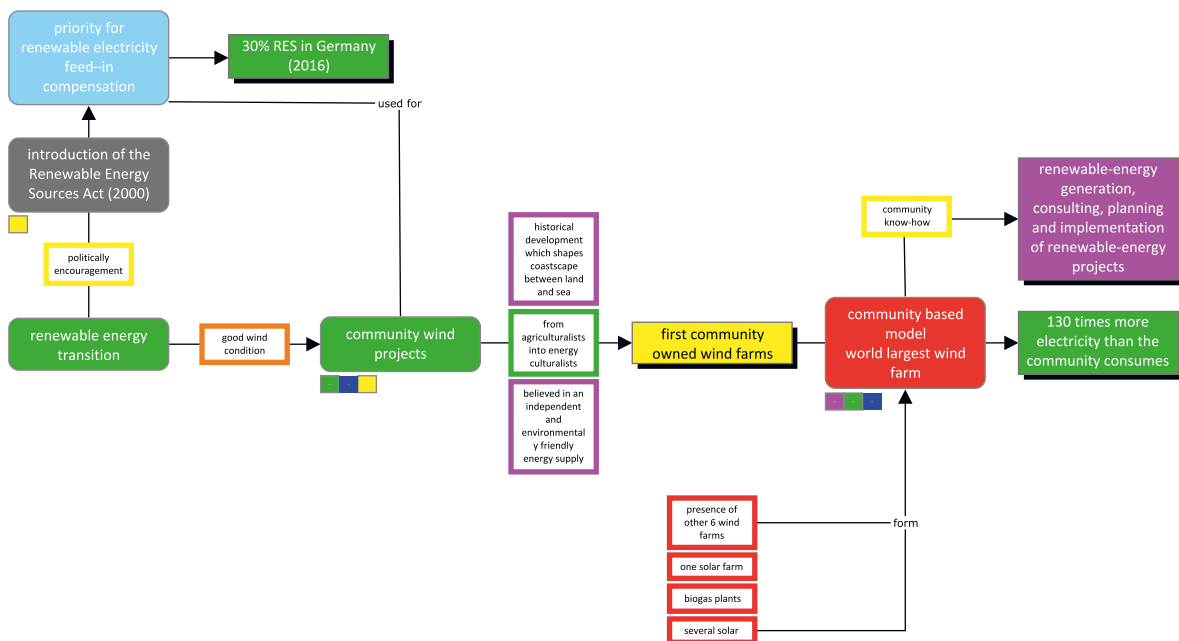 priority for
renewable electricity
feed–in
compensation
30% RES in Germany
(2016)
used for
introduction of the
Renewable Energy
Sources Act (2000)
politically
encouragement
renewable energy
transition
good wind
condition
community wind
projects
historical
development
which shapes
coastscape
between land
and sea
from
agriculturalists
into energy
culturalists
believed in an
independent
and
environmental
y friendly
energy supply
first community
owned wind farms
community
know-how
renewable-energy
generation,
consulting, planning
and implementation
of renewable-energy
projects
community based
model
world largest wind
farm
130 times more
electricity than the
community consumes
presence of
other 6 wind
farms
form
one solar farm
biogas plants
several solar